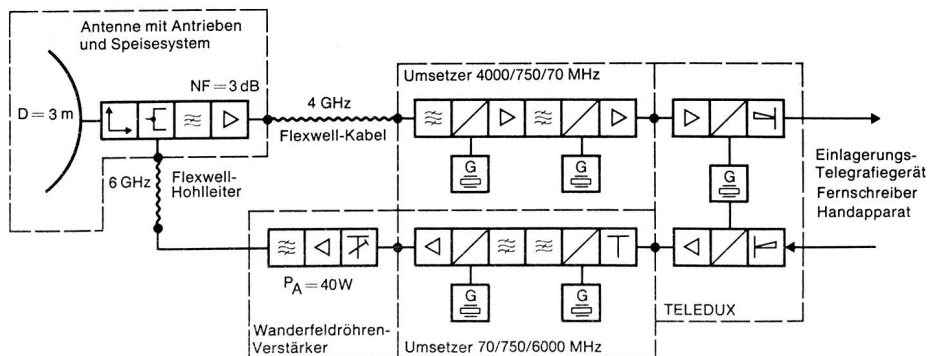 Antenne mit Antrieben
und Speisesystem
D = 3 m
NF = 3 dB
4 GHz
Flexwell-Kabel
Umsetzer 4000/750/70 MHz
G
G
G
6 GHz
Flexwell-
Hohlleiter
Einlagerungs-
Telegrafiegerät
Fernschreiber
Handapparat
P_A = 40 W
G
G
Wanderfeldröhren-
Verstärker
Umsetzer 70/750/6000 MHz
TELEDUX